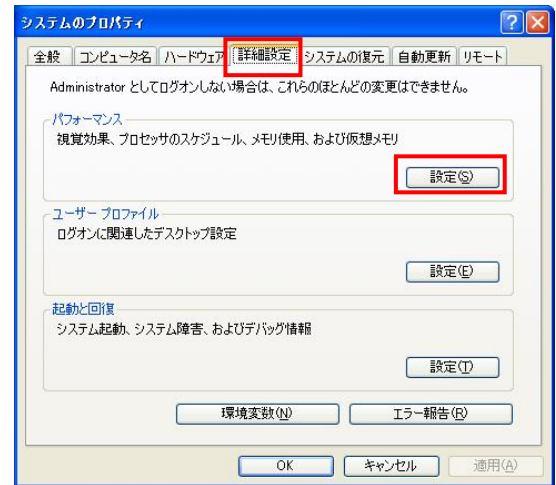 システムのプロパティ
全般 コンピュータ名 ハードウェア 詳細設定 システムの復元 自動更新 リモート
Administrator としてログオンしない場合は、これらのほとんどの変更はできません。
パフォーマンス
視覚効果、プロセッサのスケジュール、メモリ使用、および仮想メモリ
設定(S)
ユーザー プロファイル
ログオンに関連したデスクトップ設定
設定(E)
起動と回復
システム起動、システム障害、およびデバッグ情報
設定(T)
環境変数(N) エラー報告(R)
OK キャンセル 適用(A)